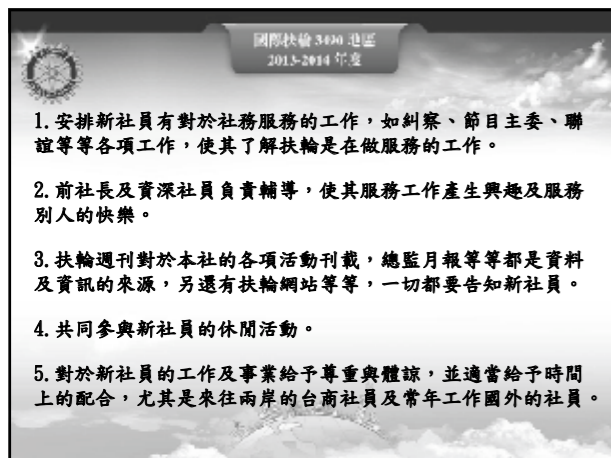 國際扶輪 3490 地區
2013-2014 年度
1. 安排新社員有對於社務服務的工作，如糾察、節目主委、聯
誼等等各項工作，使其了解扶輪是在做服務的工作。
2. 前社長及資深社員負責輔導，使其服務工作產生興趣及服務
別人的快樂。
3. 扶輪週刊對於本社的各項活動刊載，總監月報等等都是資料
及資訊的來源，另還有扶輪網站等等，一切都要告知新社員。
4. 共同參與新社員的休閒活動。
5. 對於新社員的工作及事業給予尊重與體諒，並適當給予時間
上的配合，尤其是來往兩岸的台商社員及常年工作國外的社員。